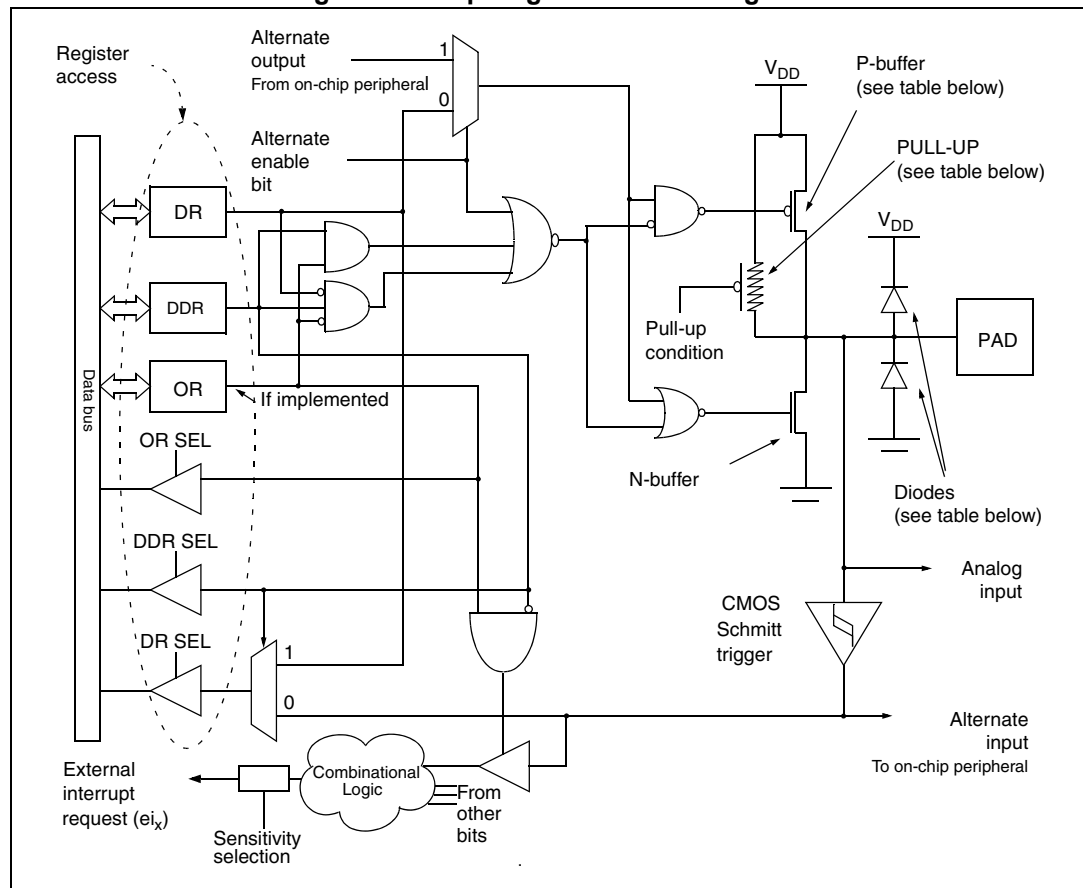 Alternate
output
From on-chip peripheral
1
0
Register
access
Alternate
enable
bit
V_DD
P-buffer
(see table below)
PULL-UP
(see table below)
DR
V_DD
DDR
Pull-up
condition
PAD
OR
If implemented
Data bus
OR SEL
N-buffer
Diodes
(see table below)
DDR SEL
Analog
input
CMOS
Schmitt
trigger
DR SEL
1
0
Alternate
input
To on-chip peripheral
External
interrupt
request (ei_x)
Combinational
Logic
From
other
bits
Sensitivity
selection